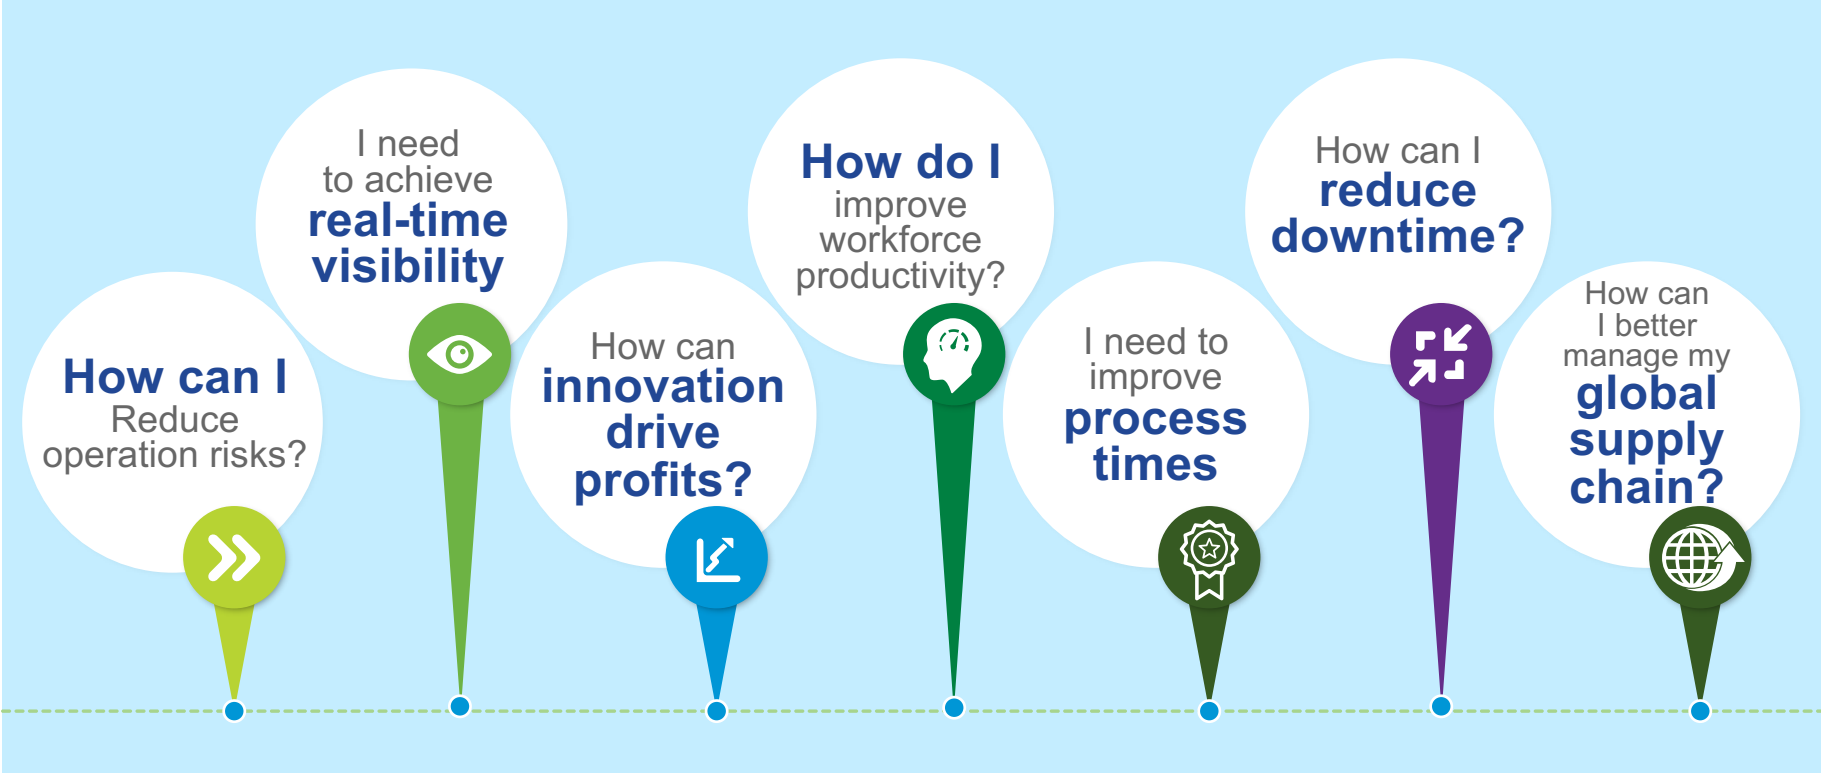 How can I
Reduce
operation risks?
I need
to achieve
real-time
visibility
How can
innovation
drive
profits?
How do I
improve
workforce
productivity?
I need to
improve
process
times
How can I
reduce
downtime?
How can
I better
manage my
global
supply
chain?